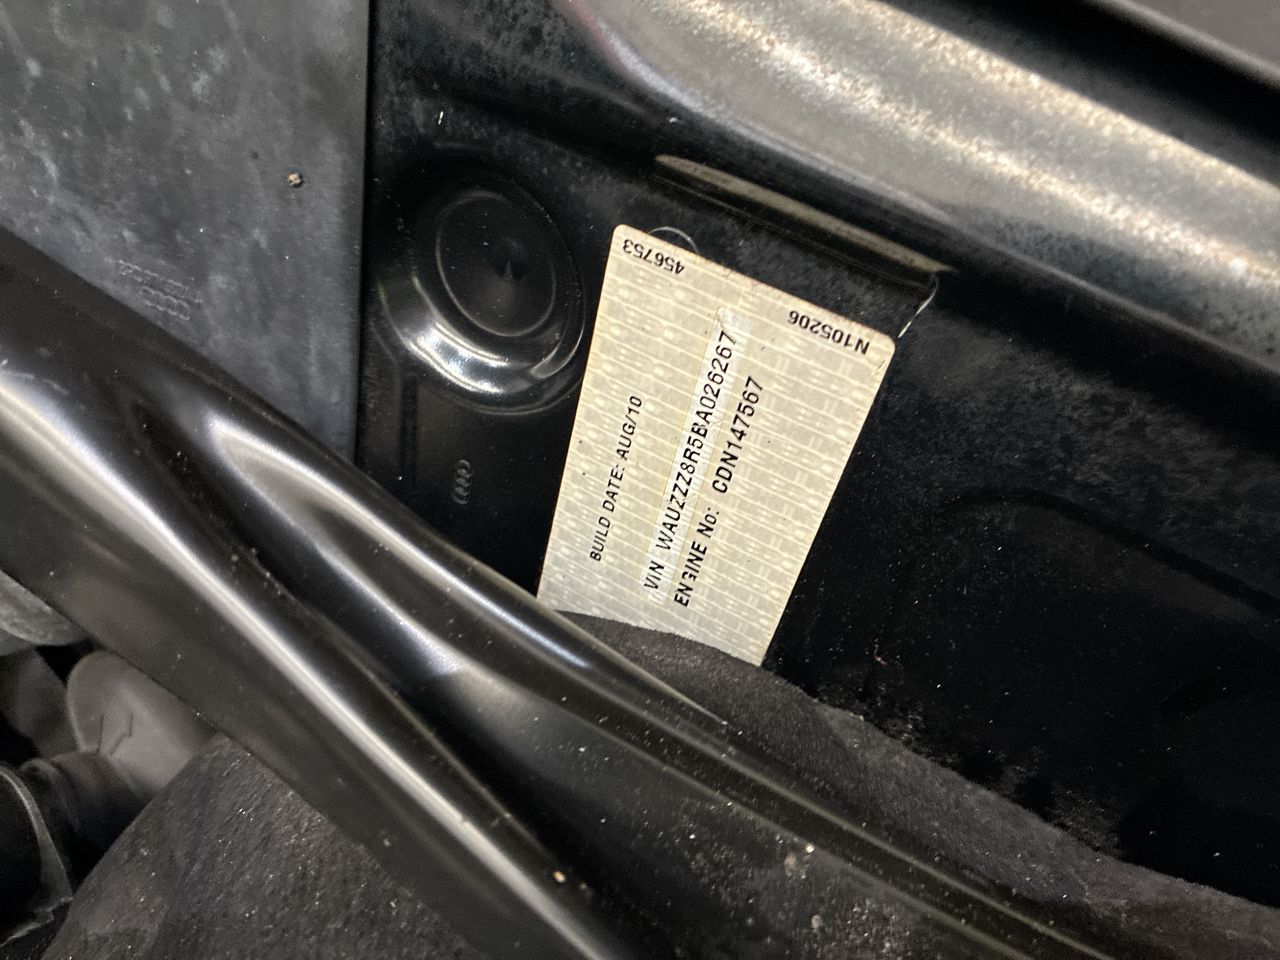 456753
N105206
BUILD DATE: AUG/10
VIN WAUZZZ8R5BA026267
ENGINE No: CDN147567